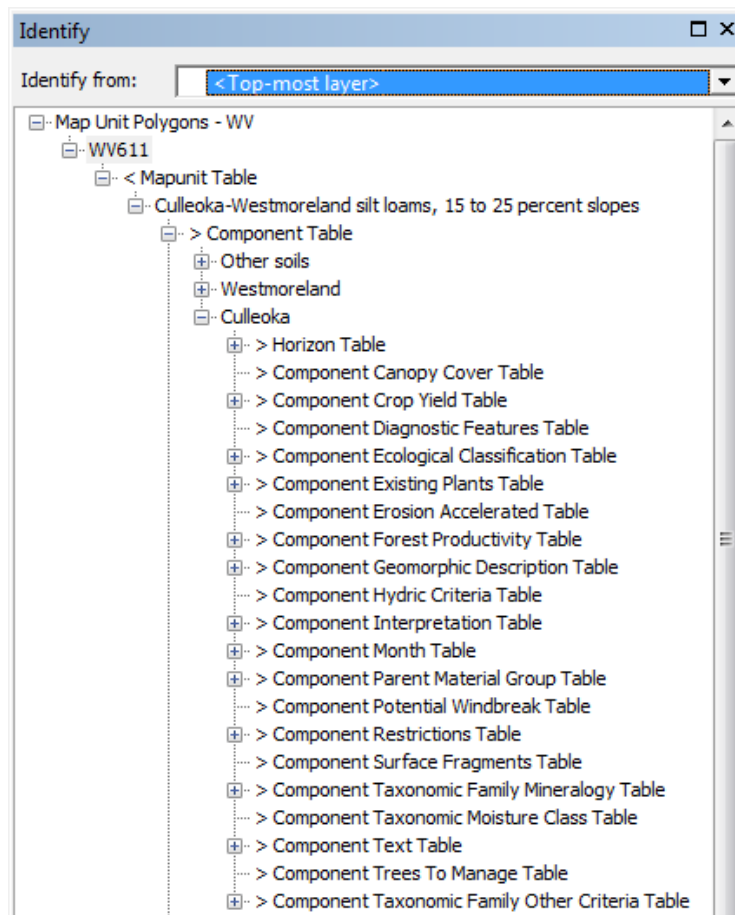 Identify
Identify from: <Top-most layer>
Map Unit Polygons - WV
WV611
< Mapunit Table
Culleoka-Westmoreland silt loams, 15 to 25 percent slopes
> Component Table
Other soils
Westmoreland
Culleoka
> Horizon Table
> Component Canopy Cover Table
> Component Crop Yield Table
> Component Diagnostic Features Table
> Component Ecological Classification Table
> Component Existing Plants Table
> Component Erosion Accelerated Table
> Component Forest Productivity Table
> Component Geomorphic Description Table
> Component Hydric Criteria Table
> Component Interpretation Table
> Component Month Table
> Component Parent Material Group Table
> Component Potential Windbreak Table
> Component Restrictions Table
> Component Surface Fragments Table
> Component Taxonomic Family Mineralogy Table
> Component Taxonomic Moisture Class Table
> Component Text Table
> Component Trees To Manage Table
> Component Taxonomic Family Other Criteria Table